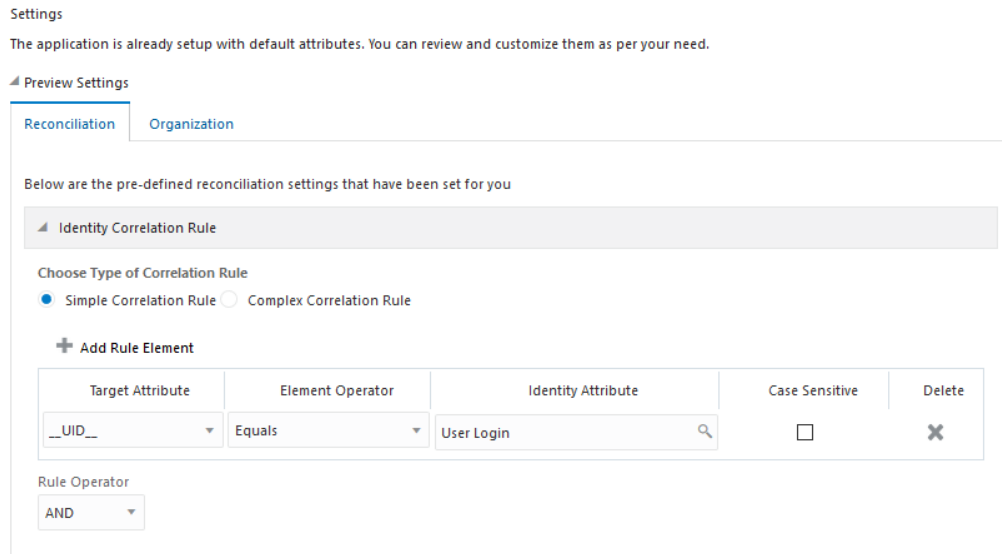 Settings
The application is already setup with default attributes. You can review and customize them as per your need.
Preview Settings
Reconciliation Organization
Below are the pre-defined reconciliation settings that have been set for you
Identity Correlation Rule
Choose Type of Correlation Rule
Simple Correlation Rule Complex Correlation Rule
Add Rule Element
Target Attribute Element Operator Identity Attribute Case Sensitive Delete
__UID__ Equals User Login
Rule Operator
AND